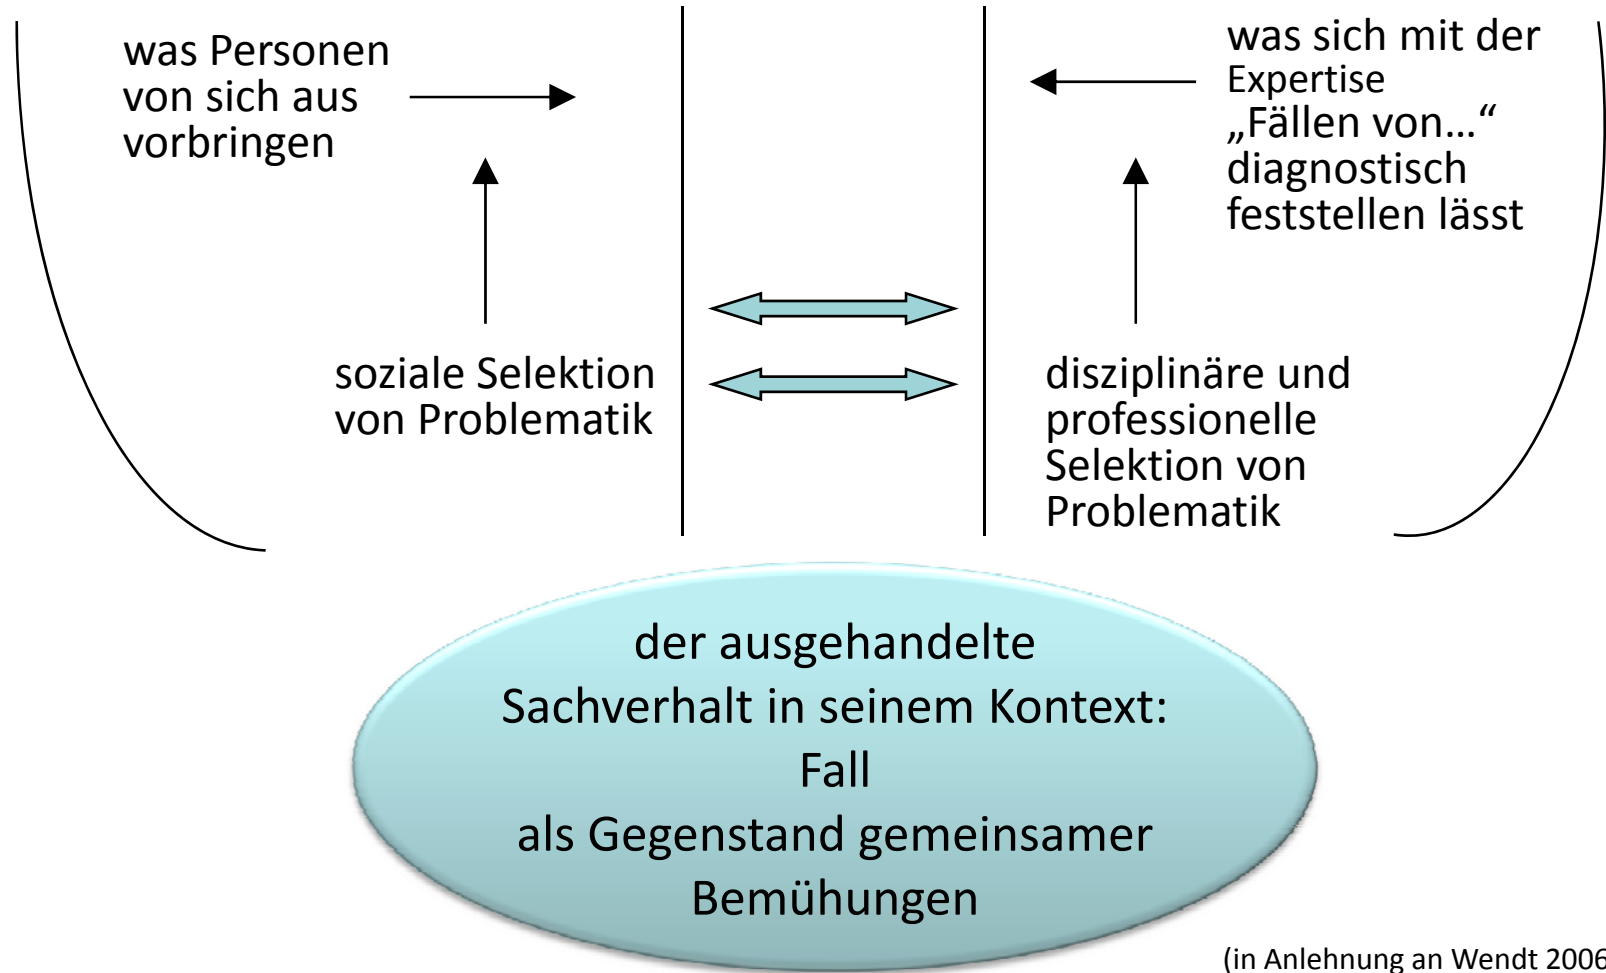 was Personen
von sich aus
vorbringen
soziale Selektion
von Problematik
was sich mit der
Expertise
„Fällen von…“
diagnostisch
feststellen lässt
disziplinäre und
professionelle
Selektion von
Problematik
der ausgehandelte
Sachverhalt in seinem Kontext:
Fall
als Gegenstand gemeinsamer
Bemühungen
(in Anlehnung an Wendt 2006